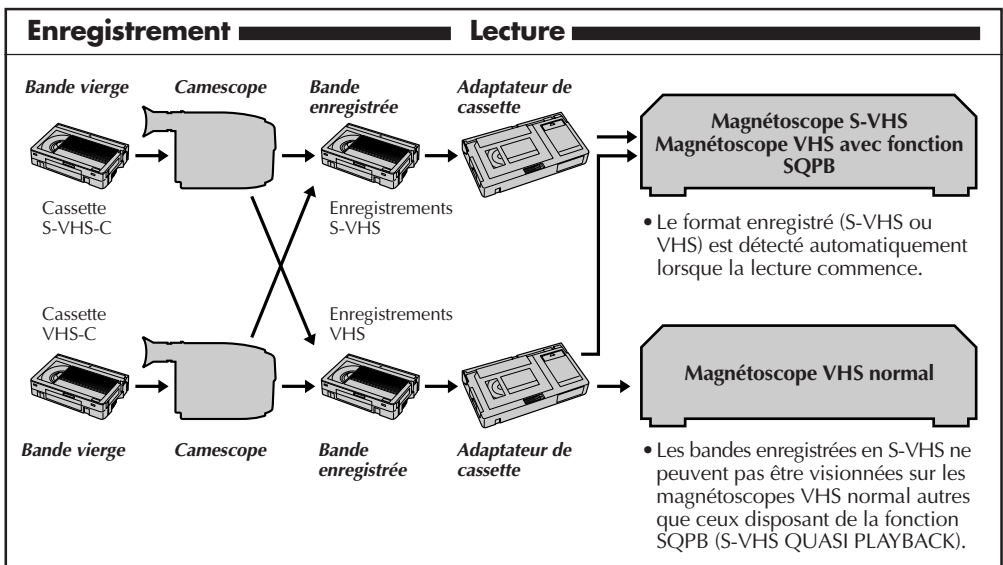 Enregistrement Lecture
Bande vierge Camescope Bande
enregistrée Adaptateur de
cassette
Cassette
S-VHS-C
Enregistrements
S-VHS
Magnétoscope S-VHS
Magnétoscope VHS avec fonction
SQPB
• Le format enregistré (S-VHS ou
VHS) est détecté automatiquement
lorsque la lecture commence.
Cassette
VHS-C
Enregistrements
VHS
Bande vierge Camescope Bande
enregistrée Adaptateur de
cassette
Magnétoscope VHS normal
• Les bandes enregistrées en S-VHS ne
peuvent pas être visionnées sur les
magnétoscopes VHS normal autres
que ceux disposant de la fonction
SQPB (S-VHS QUASI PLAYBACK).